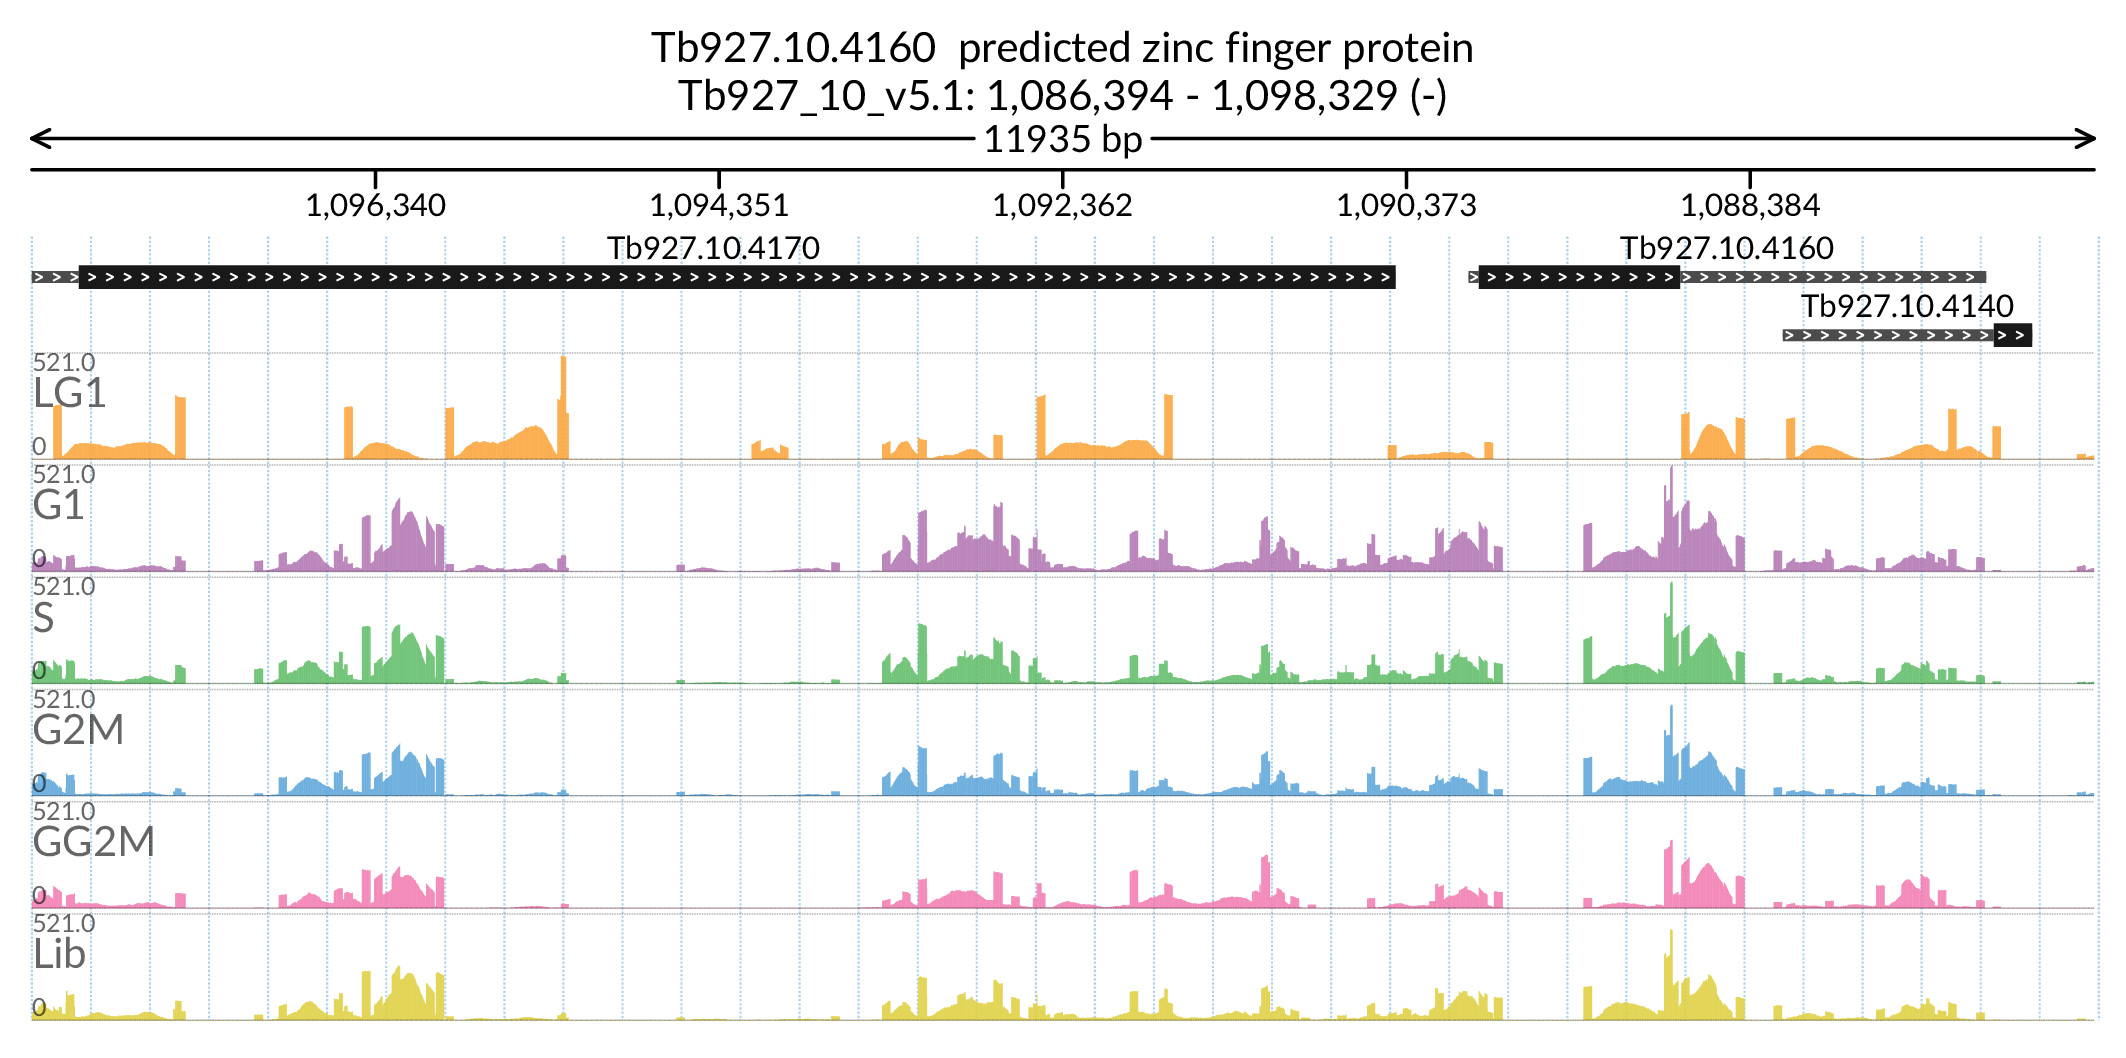 Tb927.10.4160 predicted zinc finger protein
Tb927_10_v5.1: 1,086,394 - 1,098,329 (-)
11935 bp
1,096,340 1,094,351 1,092,362 1,090,373 1,088,384
Tb927.10.4170 Tb927.10.4160
Tb927.10.4140
521.0
LG1
0
521.0
G1
0
521.0
S
0
521.0
G2M
0
521.0
GG2M
0
521.0
Lib
0